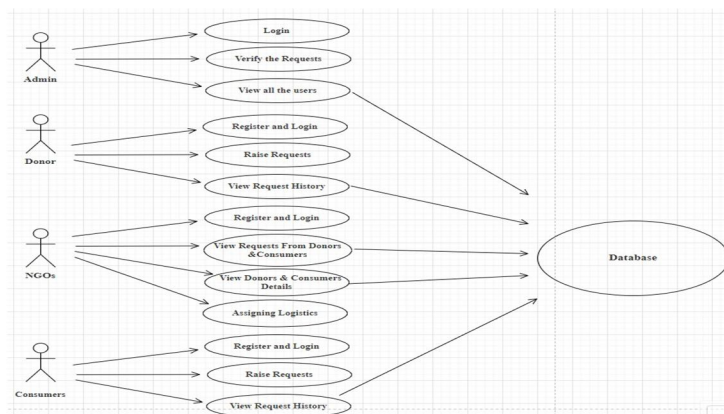 Login
Verify the Requests
Admin
View all the users
Register and Login
Raise Requests
Donor
View Request History
Register and Login
View Requests From Donors
&Consumers
NGOs
View Donors & Consumers
Details
Assigning Logistics
Database
Register and Login
Raise Requests
Consumers
View Request History